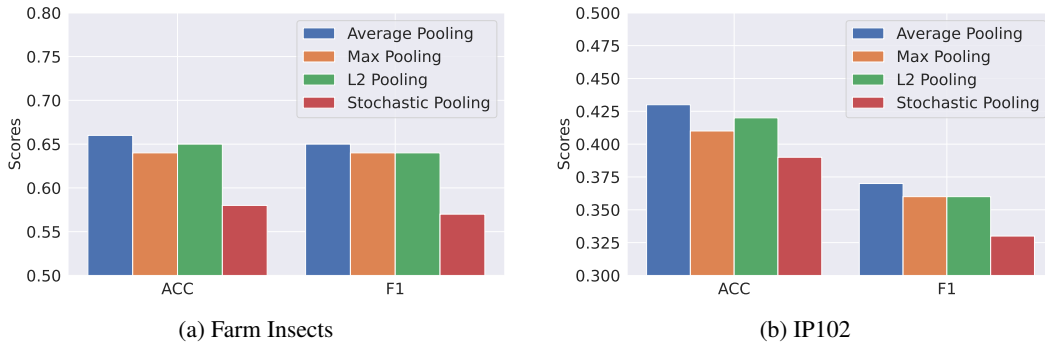 0.80
0.75
0.70
0.65
0.60
0.55
0.50
Scores
ACC
F1
Average Pooling
Max Pooling
L2 Pooling
Stochastic Pooling
(a) Farm Insects
0.500
0.475
0.450
0.425
0.400
0.375
0.350
0.325
0.300
Scores
ACC
F1
Average Pooling
Max Pooling
L2 Pooling
Stochastic Pooling
(b) IP102